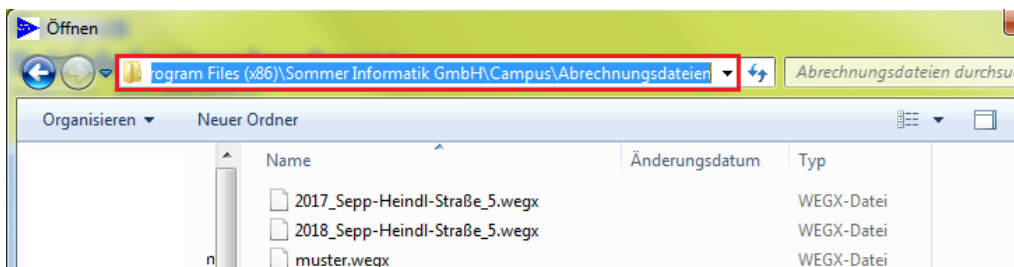 Öffnen
rogram Files (x86)\Sommer Informatik GmbH\Campus\Abrechnungsdateien Abrechnungsdateien durchsu
Organisieren Neuer Ordner
Name Änderungsdatum Typ
2017_Sepp-Heindl-Straße_5.wegx WEGX-Datei
2018_Sepp-Heindl-Straße_5.wegx WEGX-Datei
n muster.wegx WEGX-Datei